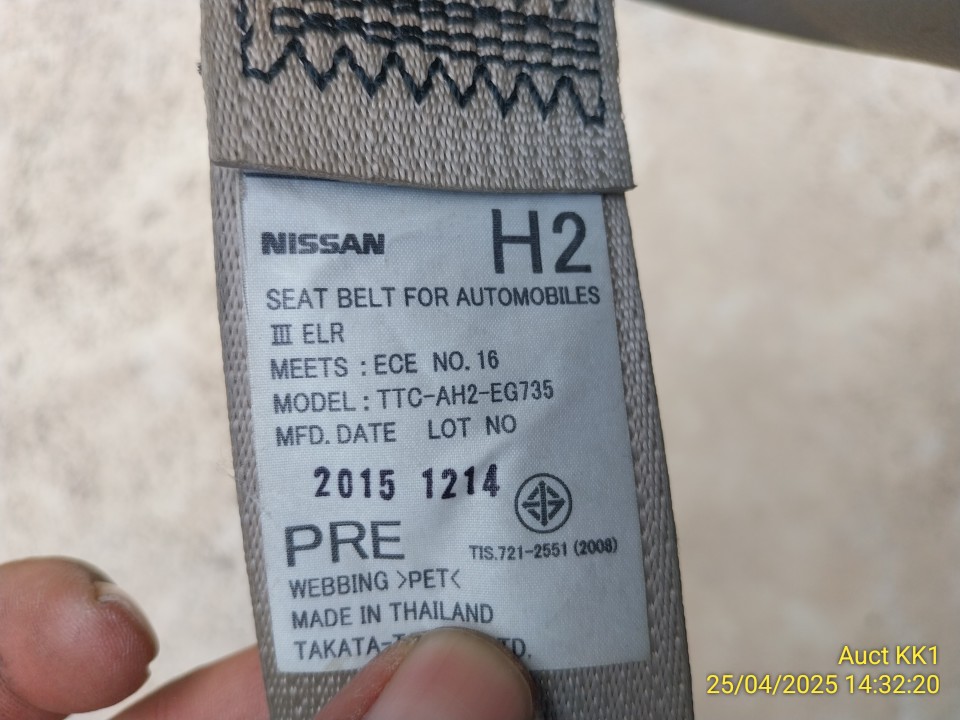 NISSAN H2
SEAT BELT FOR AUTOMOBILES
III ELR
MEETS : ECE NO. 16
MODEL : TTC-AH2-EG735
MFD. DATE LOT NO
2015 1214
PRE
TIS.721-2551 (2008)
WEBBING >PET<
MADE IN THAILAND
TAKATA-
Auct KK1
25/04/2025 14:32:20